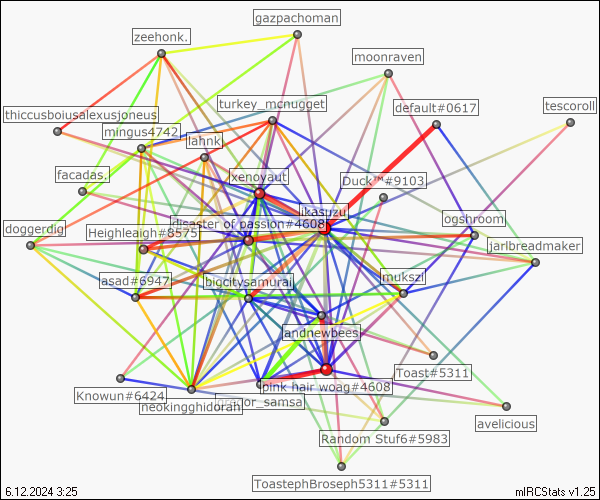 gazpachoman
zeehonk.
moonraven
turkey_mcnugget
default#0617
tescoroll
thiccusboiusalexusjoneus
mingus4742
lahnk
xenoyaut
Duck™#9103
facadas.
ikasuzu
disaster of passion#4608
ogshroom
doggerdig
Heighleaigh#8575
jarlbreadmaker
asad#6947
bigcitysamurai
mukszi
andnewbees
Toast#5311
Knowun#6424
pink hair woag#4608
neokingghidorah
gregor_samsa
avelicious
Random Stuf6#5983
ToastephBroseph5311#5311
6.12.2024 3:25
mIRCStats v1.25